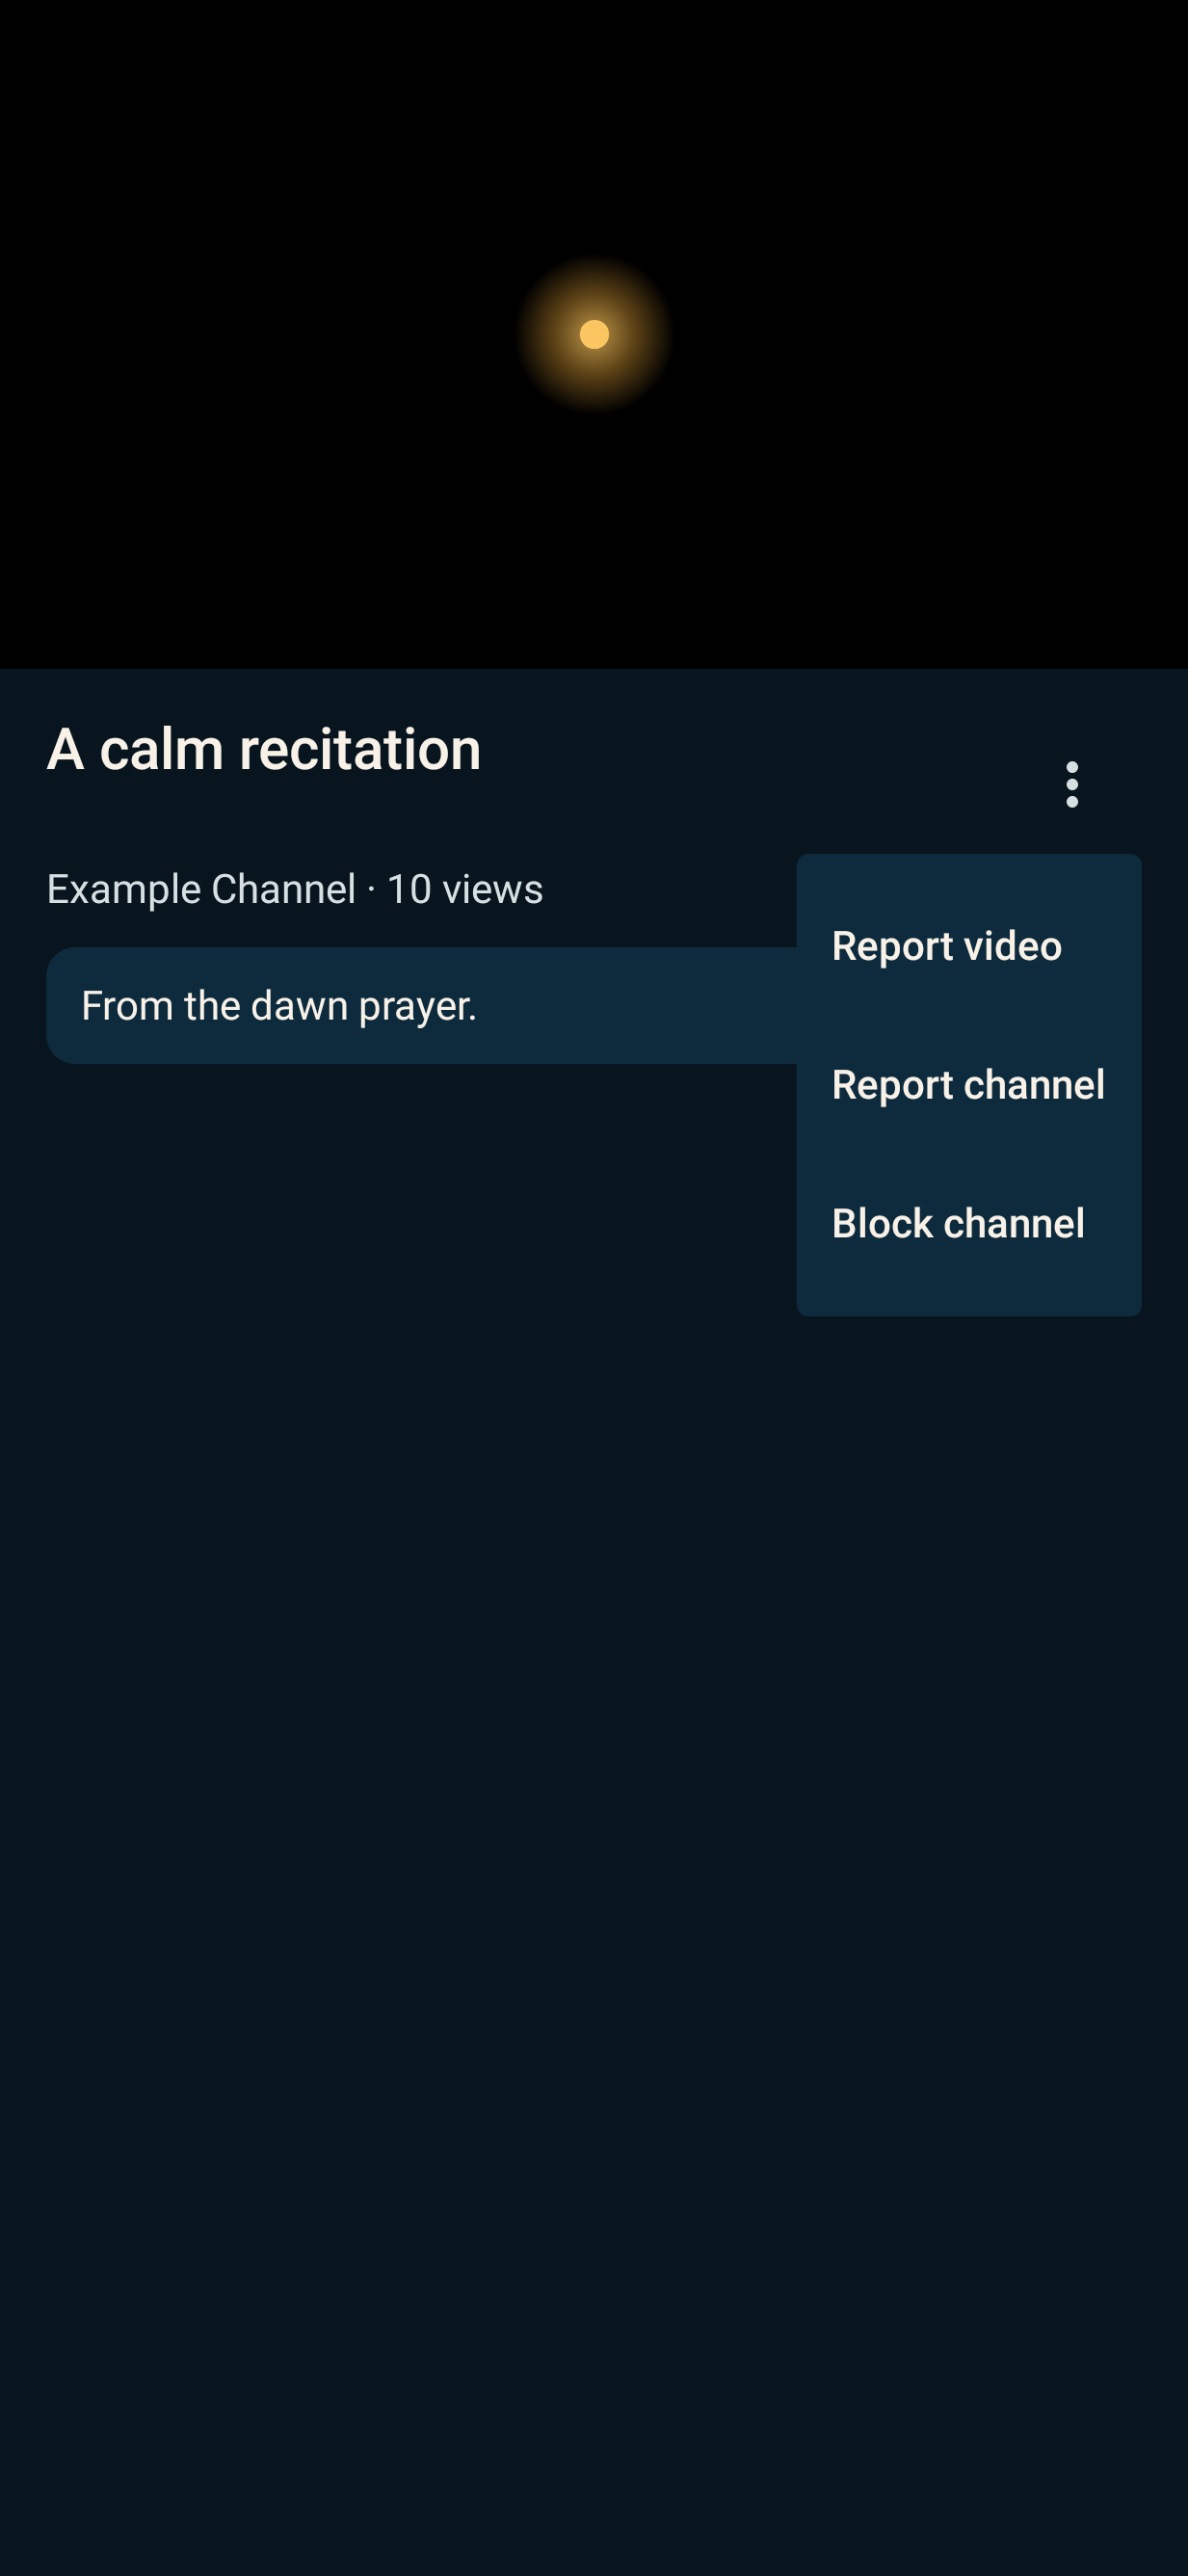 A calm recitation
Example Channel · 10 views
From the dawn prayer.
Report video
Report channel
Block channel